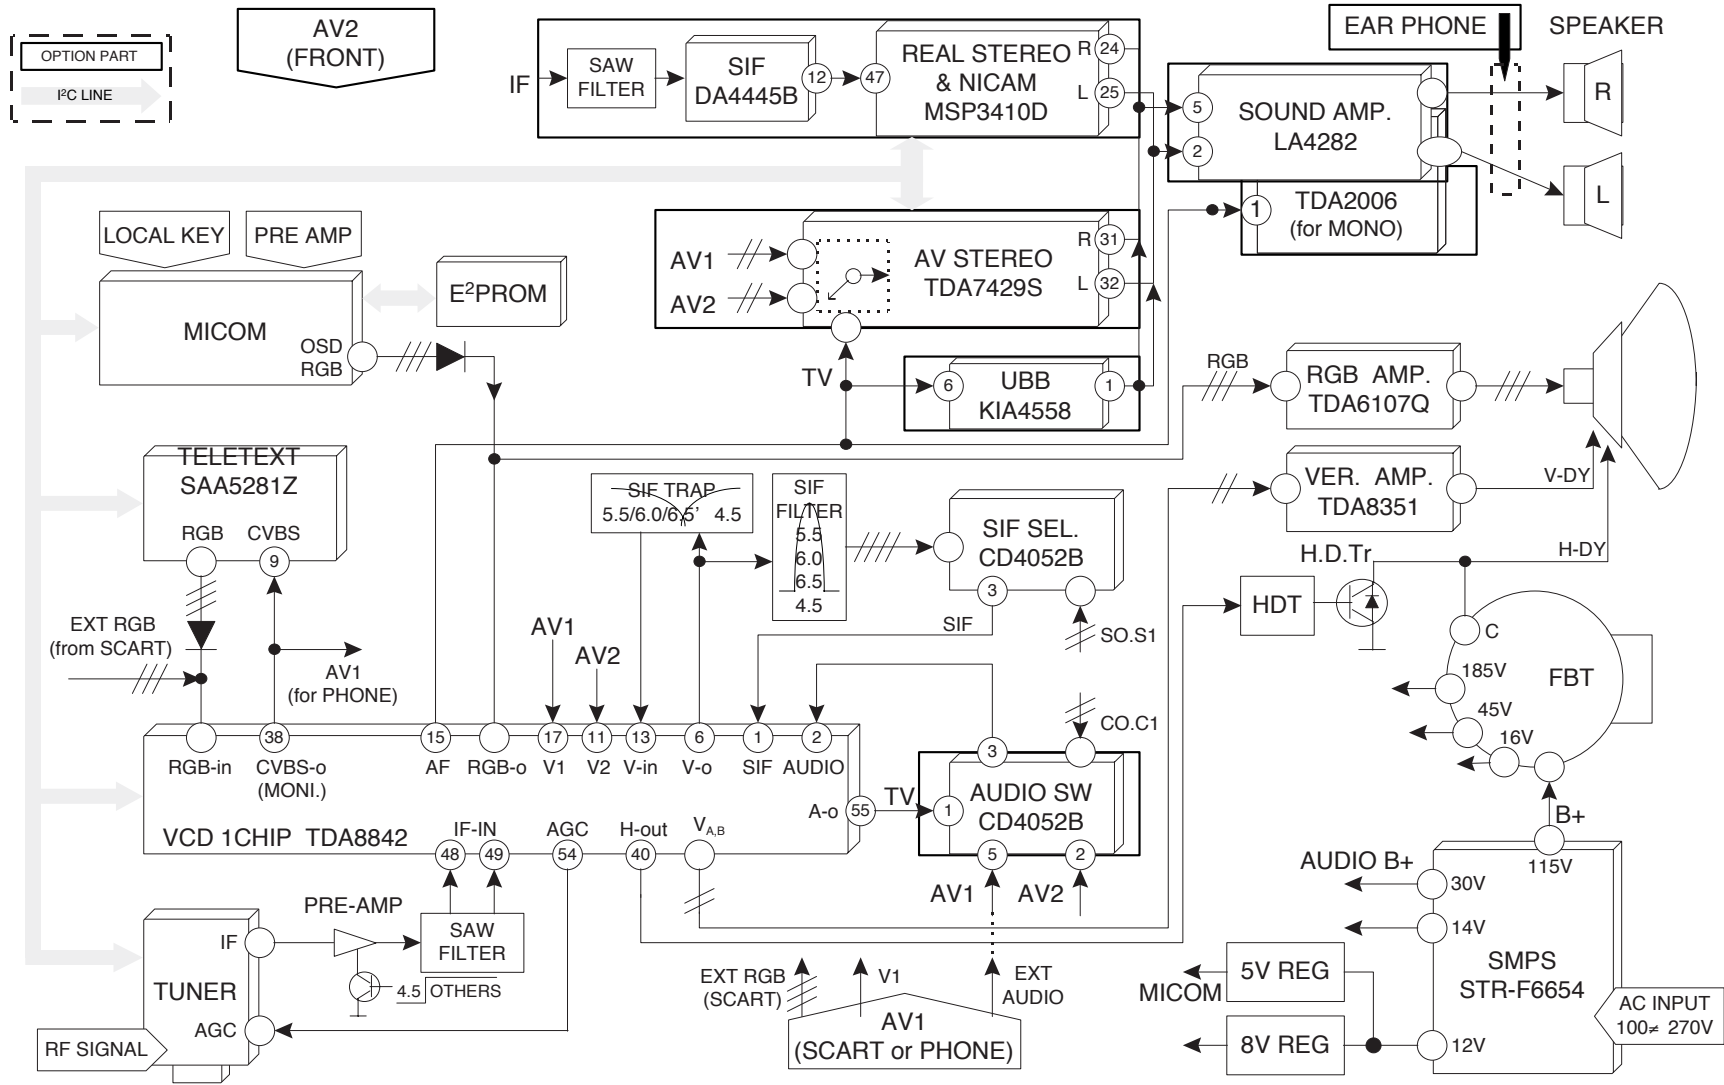 AV2
(FRONT)
OPTION PART
I²C LINE
IF
SAW
FILTER
SIF
DA4445B
12
47
REAL STEREO
& NICAM
MSP3410D
R
24
L
25
EAR PHONE
SPEAKER
5
2
SOUND AMP.
LA4282
R
L
1
TDA2006
(for MONO)
LOCAL KEY
PRE AMP
MICOM
OSD
RGB
E²PROM
AV1
AV2
AV STEREO
TDA7429S
R
31
L
32
TV
6
UBB
KIA4558
1
RGB
RGB AMP.
TDA6107Q
VER. AMP.
TDA8351
V-DY
H-DY
TELETEXT
SAA5281Z
RGB
CVBS
9
SIF TRAP
5.5/6.0/6.5' 4.5
SIF
FILTER
5.5
6.0
6.5
4.5
SIF SEL.
CD4052B
3
SIF
SO.S1
H.D.Tr
HDT
C
185V
45V
16V
FBT
EXT RGB
(from SCART)
AV1
(for PHONE)
AV1
AV2
CO.C1
38
15
17
11
13
6
1
2
RGB-in
CVBS-o
(MONI.)
AF
RGB-o
V1
V2
V-in
V-o
SIF
AUDIO
A-o
55
TV
VCD 1CHIP TDA8842
IF-IN
48
49
AGC
54
H-out
40
VA,B
3
1
AUDIO SW
CD4052B
5
2
AV1
AV2
B+
115V
AUDIO B+
30V
14V
12V
SMPS
STR-F6654
AC INPUT
100≠ 270V
5V REG
MICOM
8V REG
PRE-AMP
SAW
FILTER
4.5
OTHERS
IF
TUNER
AGC
RF SIGNAL
EXT RGB
(SCART)
V1
EXT
AUDIO
AV1
(SCART or PHONE)